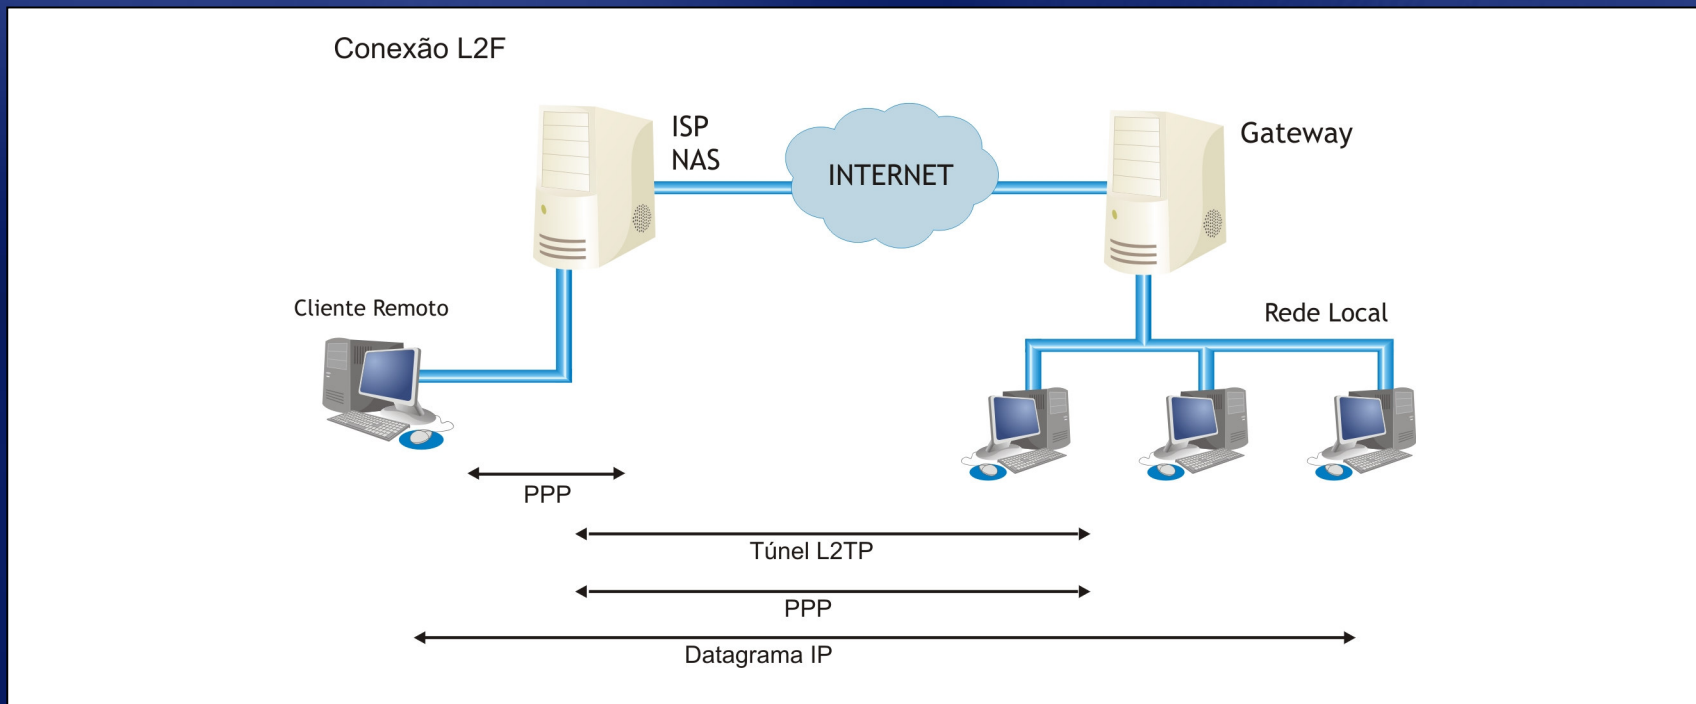 Conexão L2F
ISP
NAS
INTERNET
Gateway
Cliente Remoto
Rede Local
PPP
Túnel L2TP
PPP
Datagrama IP